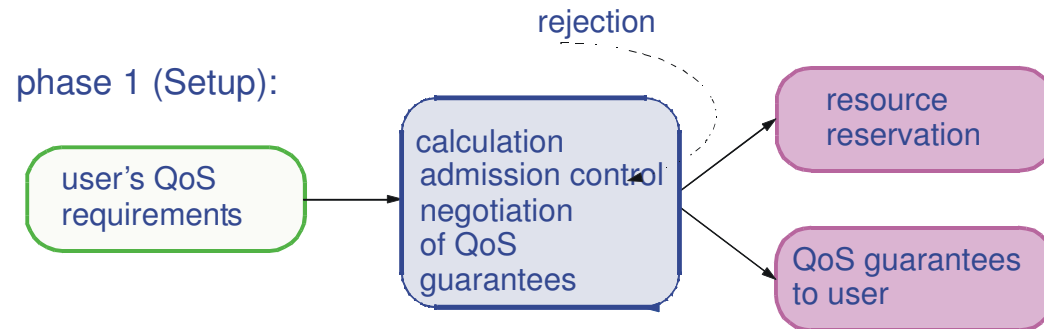 rejection
phase 1 (Setup):
user's QoS
requirements
calculation
admission control
negotiation
of QoS
guarantees
resource
reservation
QoS guarantees
to user